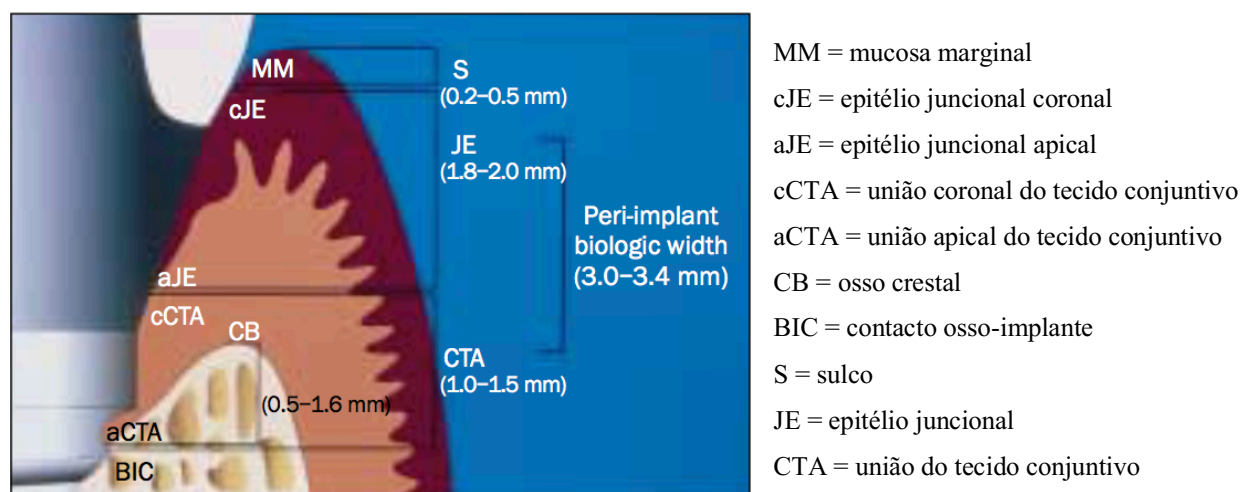 MM
cJE
S
(0.2–0.5 mm)
JE
(1.8–2.0 mm)
Peri-implant
biologic width
(3.0–3.4 mm)
aJE
cCTA
CB
CTA
(1.0–1.5 mm)
(0.5–1.6 mm)
aCTA
BIC
MM = mucosa marginal
cJE = epitélio juncional coronal
aJE = epitélio juncional apical
cCTA = união coronal do tecido conjuntivo
aCTA = união apical do tecido conjuntivo
CB = osso crestal
BIC = contacto osso-implante
S = sulco
JE = epitélio juncional
CTA = união do tecido conjuntivo